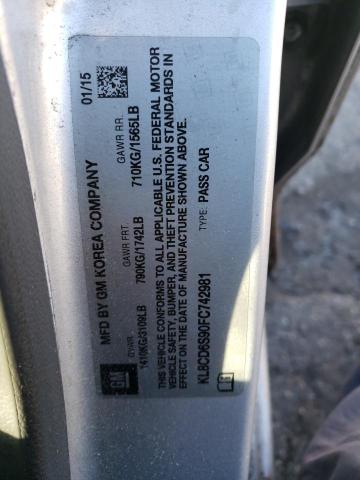 MFD BY GM KOREA COMPANY
01/15
GVWR
GAWR FRT.
GAWR RR.
1410KG/3109LB
790KG/1742LB
710KG/1565LB
THIS VEHICLE CONFORMS TO ALL APPLICABLE U.S. FEDERAL MOTOR
VEHICLE SAFETY, BUMPER, AND THEFT PREVENTION STANDARDS IN
EFFECT ON THE DATE OF MANUFACTURE SHOWN ABOVE.
KL8CD6S90FC742981
TYPE: PASS CAR
GM